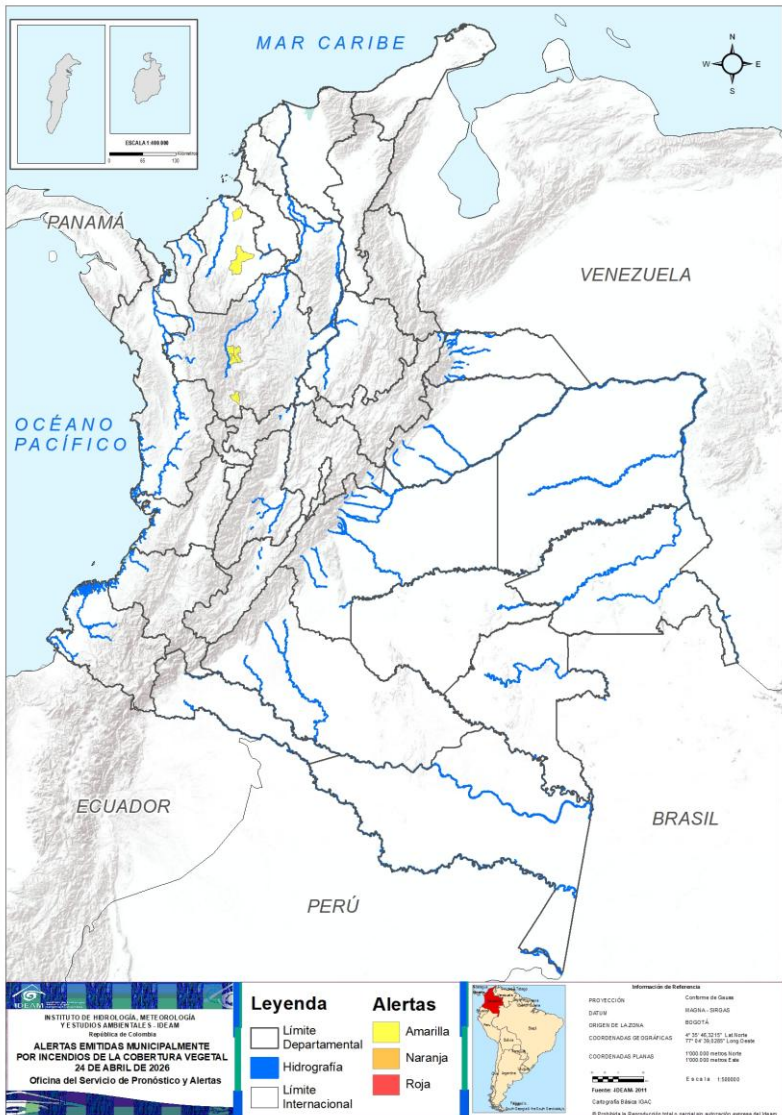 MAR CARIBE
N
W
E
S
ESCALA 1:400 000
PANAMÁ
VENEZUELA
OCÉANO
PACÍFICO
ECUADOR
BRASIL
PERÚ
IDEAM
INSTITUTO DE HIDROLOGÍA, METEOROLOGÍA
Y ESTUDIOS AMBIENTALES - IDEAM
República de Colombia
ALERTAS EMITIDAS MUNICIPALMENTE
POR INCENDIOS DE LA COBERTURA VEGETAL
24 DE ABRIL DE 2026
Oficina del Servicio de Pronóstico y Alertas
Leyenda
Límite
Departamental
Hidrografía
Límite
Internacional
Alertas
Amarilla
Naranja
Roja
Información de Referencia
PROYECCIÓN
Conforme de Gauss
DATUM
MAGNA - SIRGAS
ORIGEN DE LA ZONA
BOGOTÁ
COORDENADAS GEOGRÁFICAS
COORDENADAS PLANAS
1'000.000 metros Norte
1'000.000 metros Este
Fuente: IDEAM 2011
Cartografía Básica IGAC